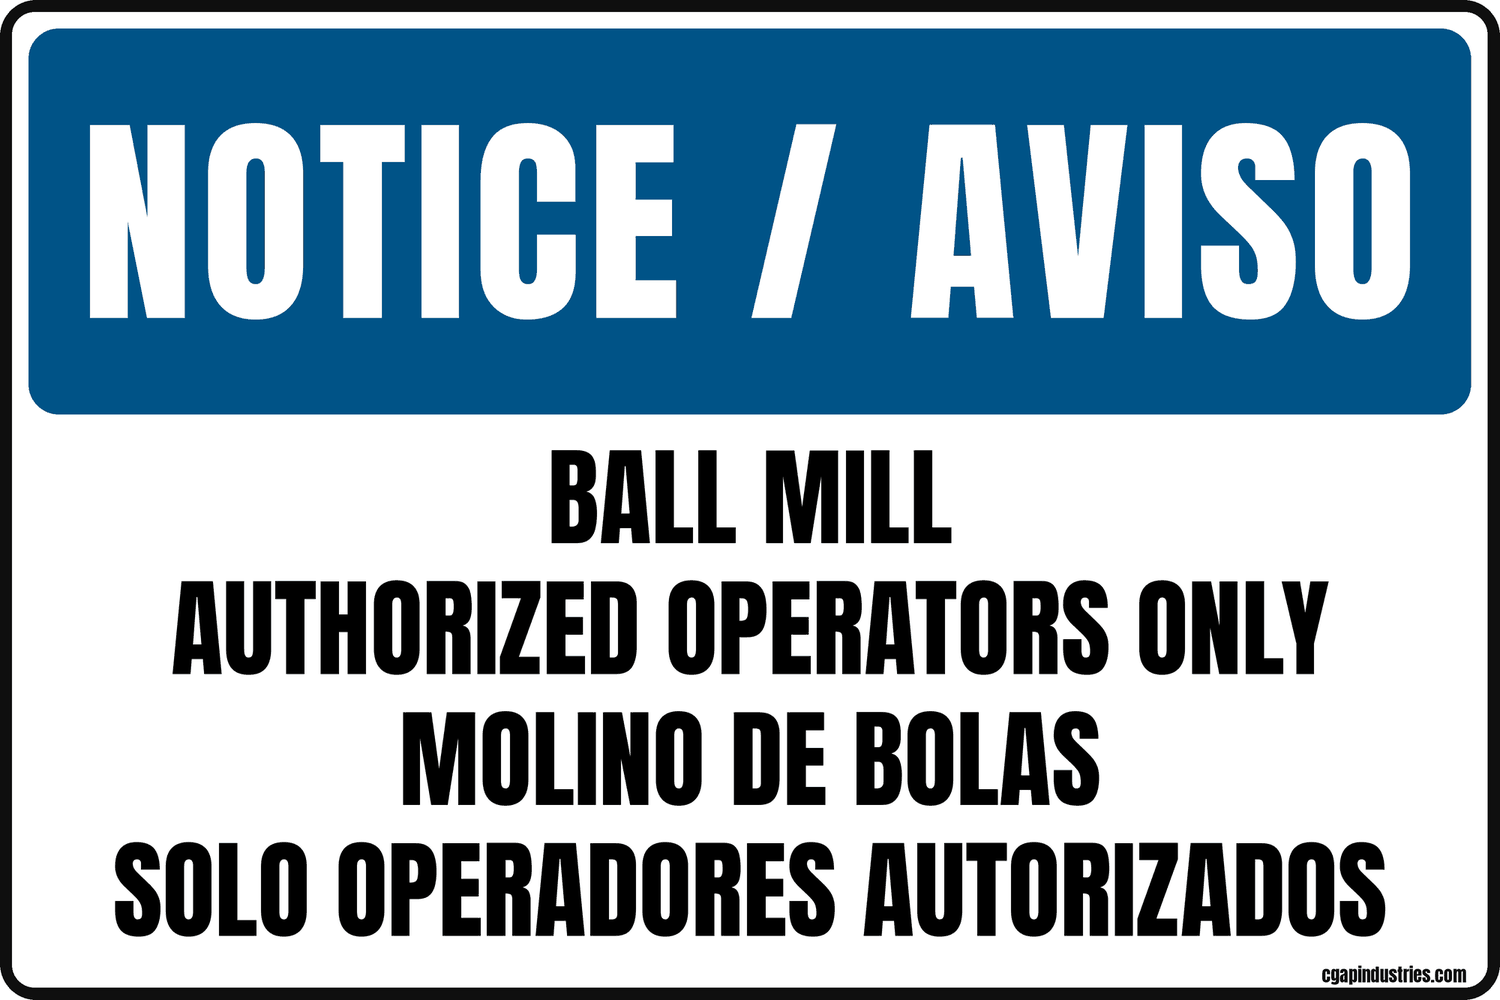 NOTICE / AVISO
BALL MILL
AUTHORIZED OPERATORS ONLY
MOLINO DE BOLAS
SOLO OPERADORES AUTORIZADOS
cgapindustries.com